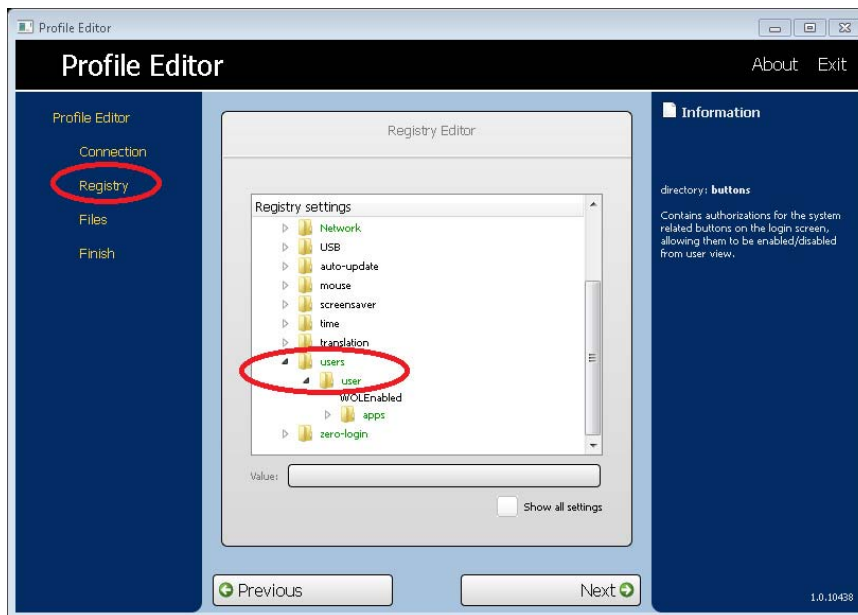 Profile Editor
Profile Editor
About Exit
Profile Editor
Connection
Registry
Files
Finish
Registry Editor
Registry settings
Network
USB
auto-update
mouse
screensaver
time
translation
users
user
WOLEnabled
apps
zero-login
Value:
Show all settings
Previous
Next
Information
directory: buttons
Contains authorizations for the system
related buttons on the login screen,
allowing them to be enabled/disabled
from user view.
1.0.10438